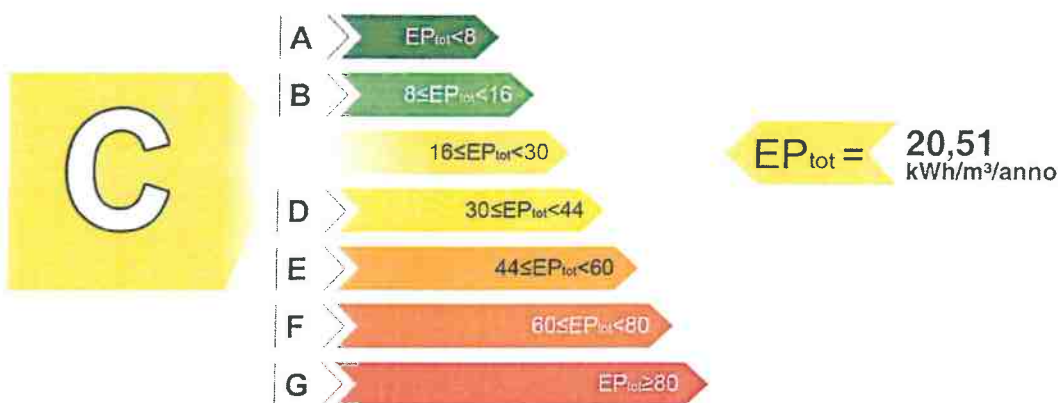 A EPtot<8
B 8≤EPtot<16
C 16≤EPtot<30
EPtot = 20,51
kWh/m³/anno
D 30≤EPtot<44
E 44≤EPtot<60
F 60≤EPtot<80
G EPtot≥80